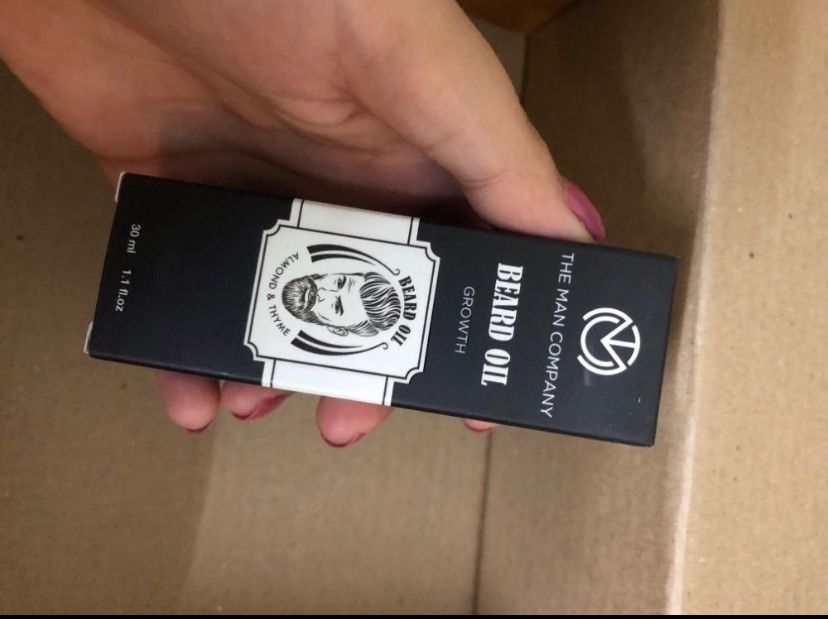 THE MAN COMPANY
BEARD OIL
GROWTH
BEARD OIL
ALMOND & THYME
30 ml 1.1 fl.oz